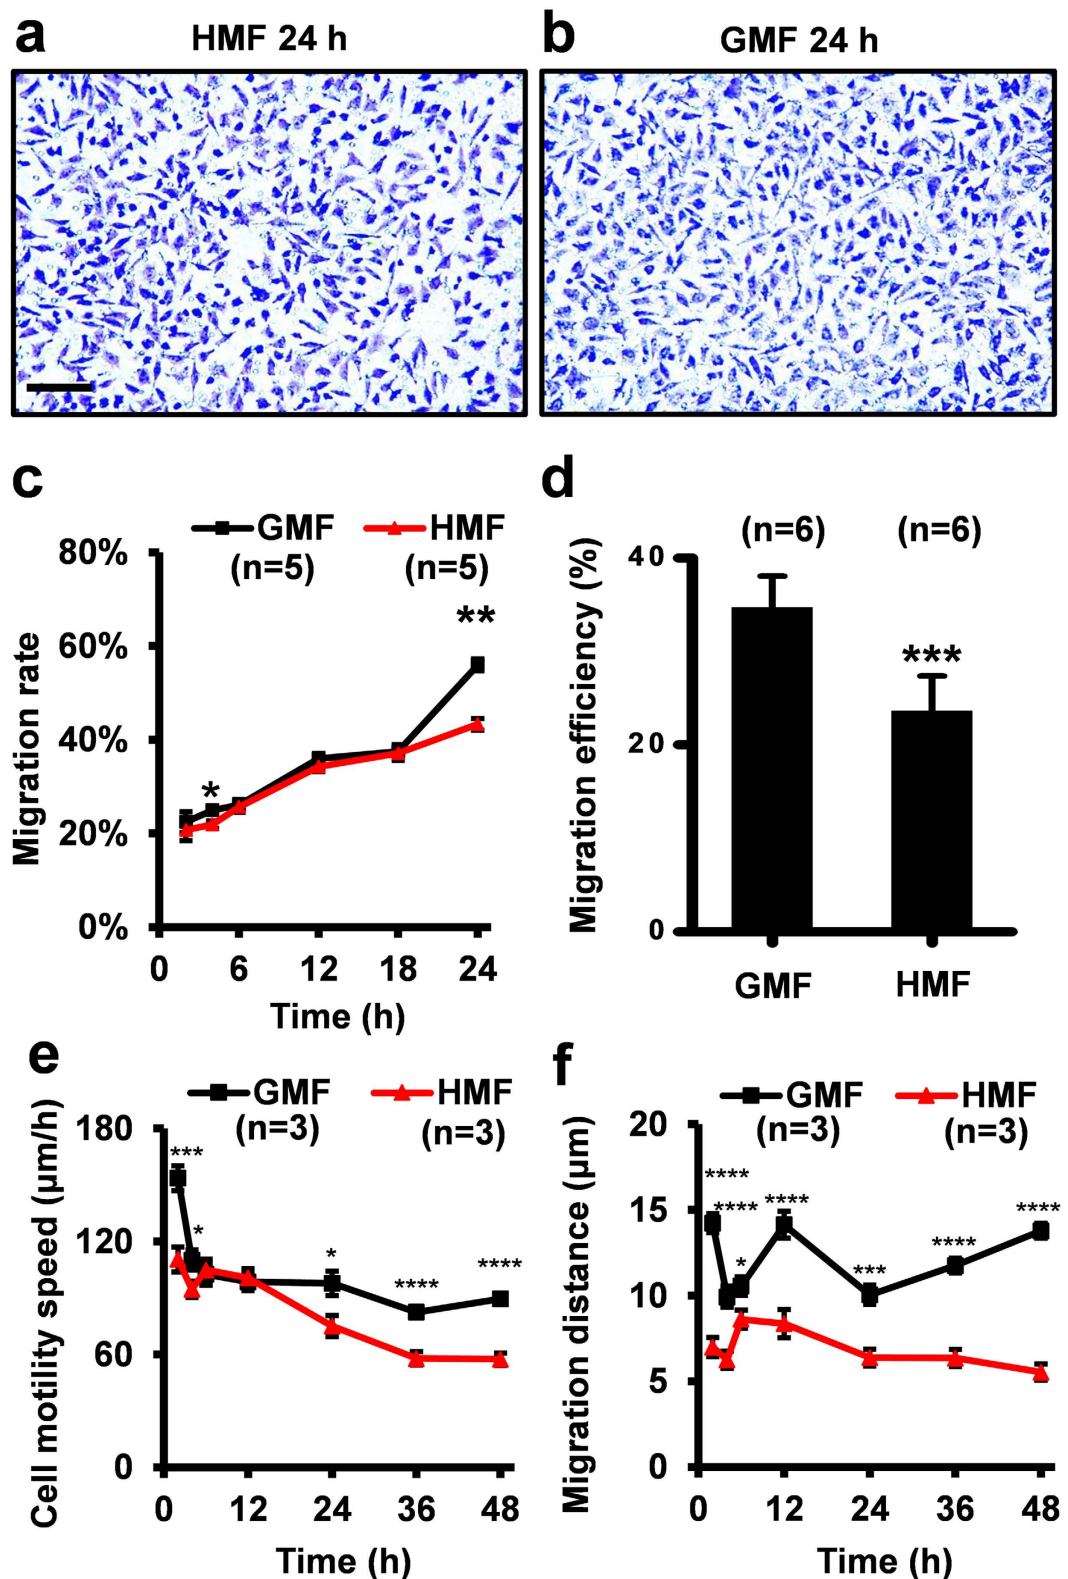 a HMF 24 h
b GMF 24 h
c
GMF HMF
(n=5) (n=5)
Migration rate
80%
60%
40%
20%
0%
*
**
0 6 12 18 24
Time (h)
d
(n=6) (n=6)
Migration efficiency (%)
40
20
0
***
GMF HMF
e
GMF HMF
(n=3) (n=3)
Cell motility speed (µm/h)
180
120
60
0
***
*
*
****
****
0 6 12 24 36 48
Time (h)
f
GMF HMF
(n=3) (n=3)
Migration distance (µm)
20
15
10
5
0
****
****
*
****
***
****
****
0 12 24 36 48
Time (h)